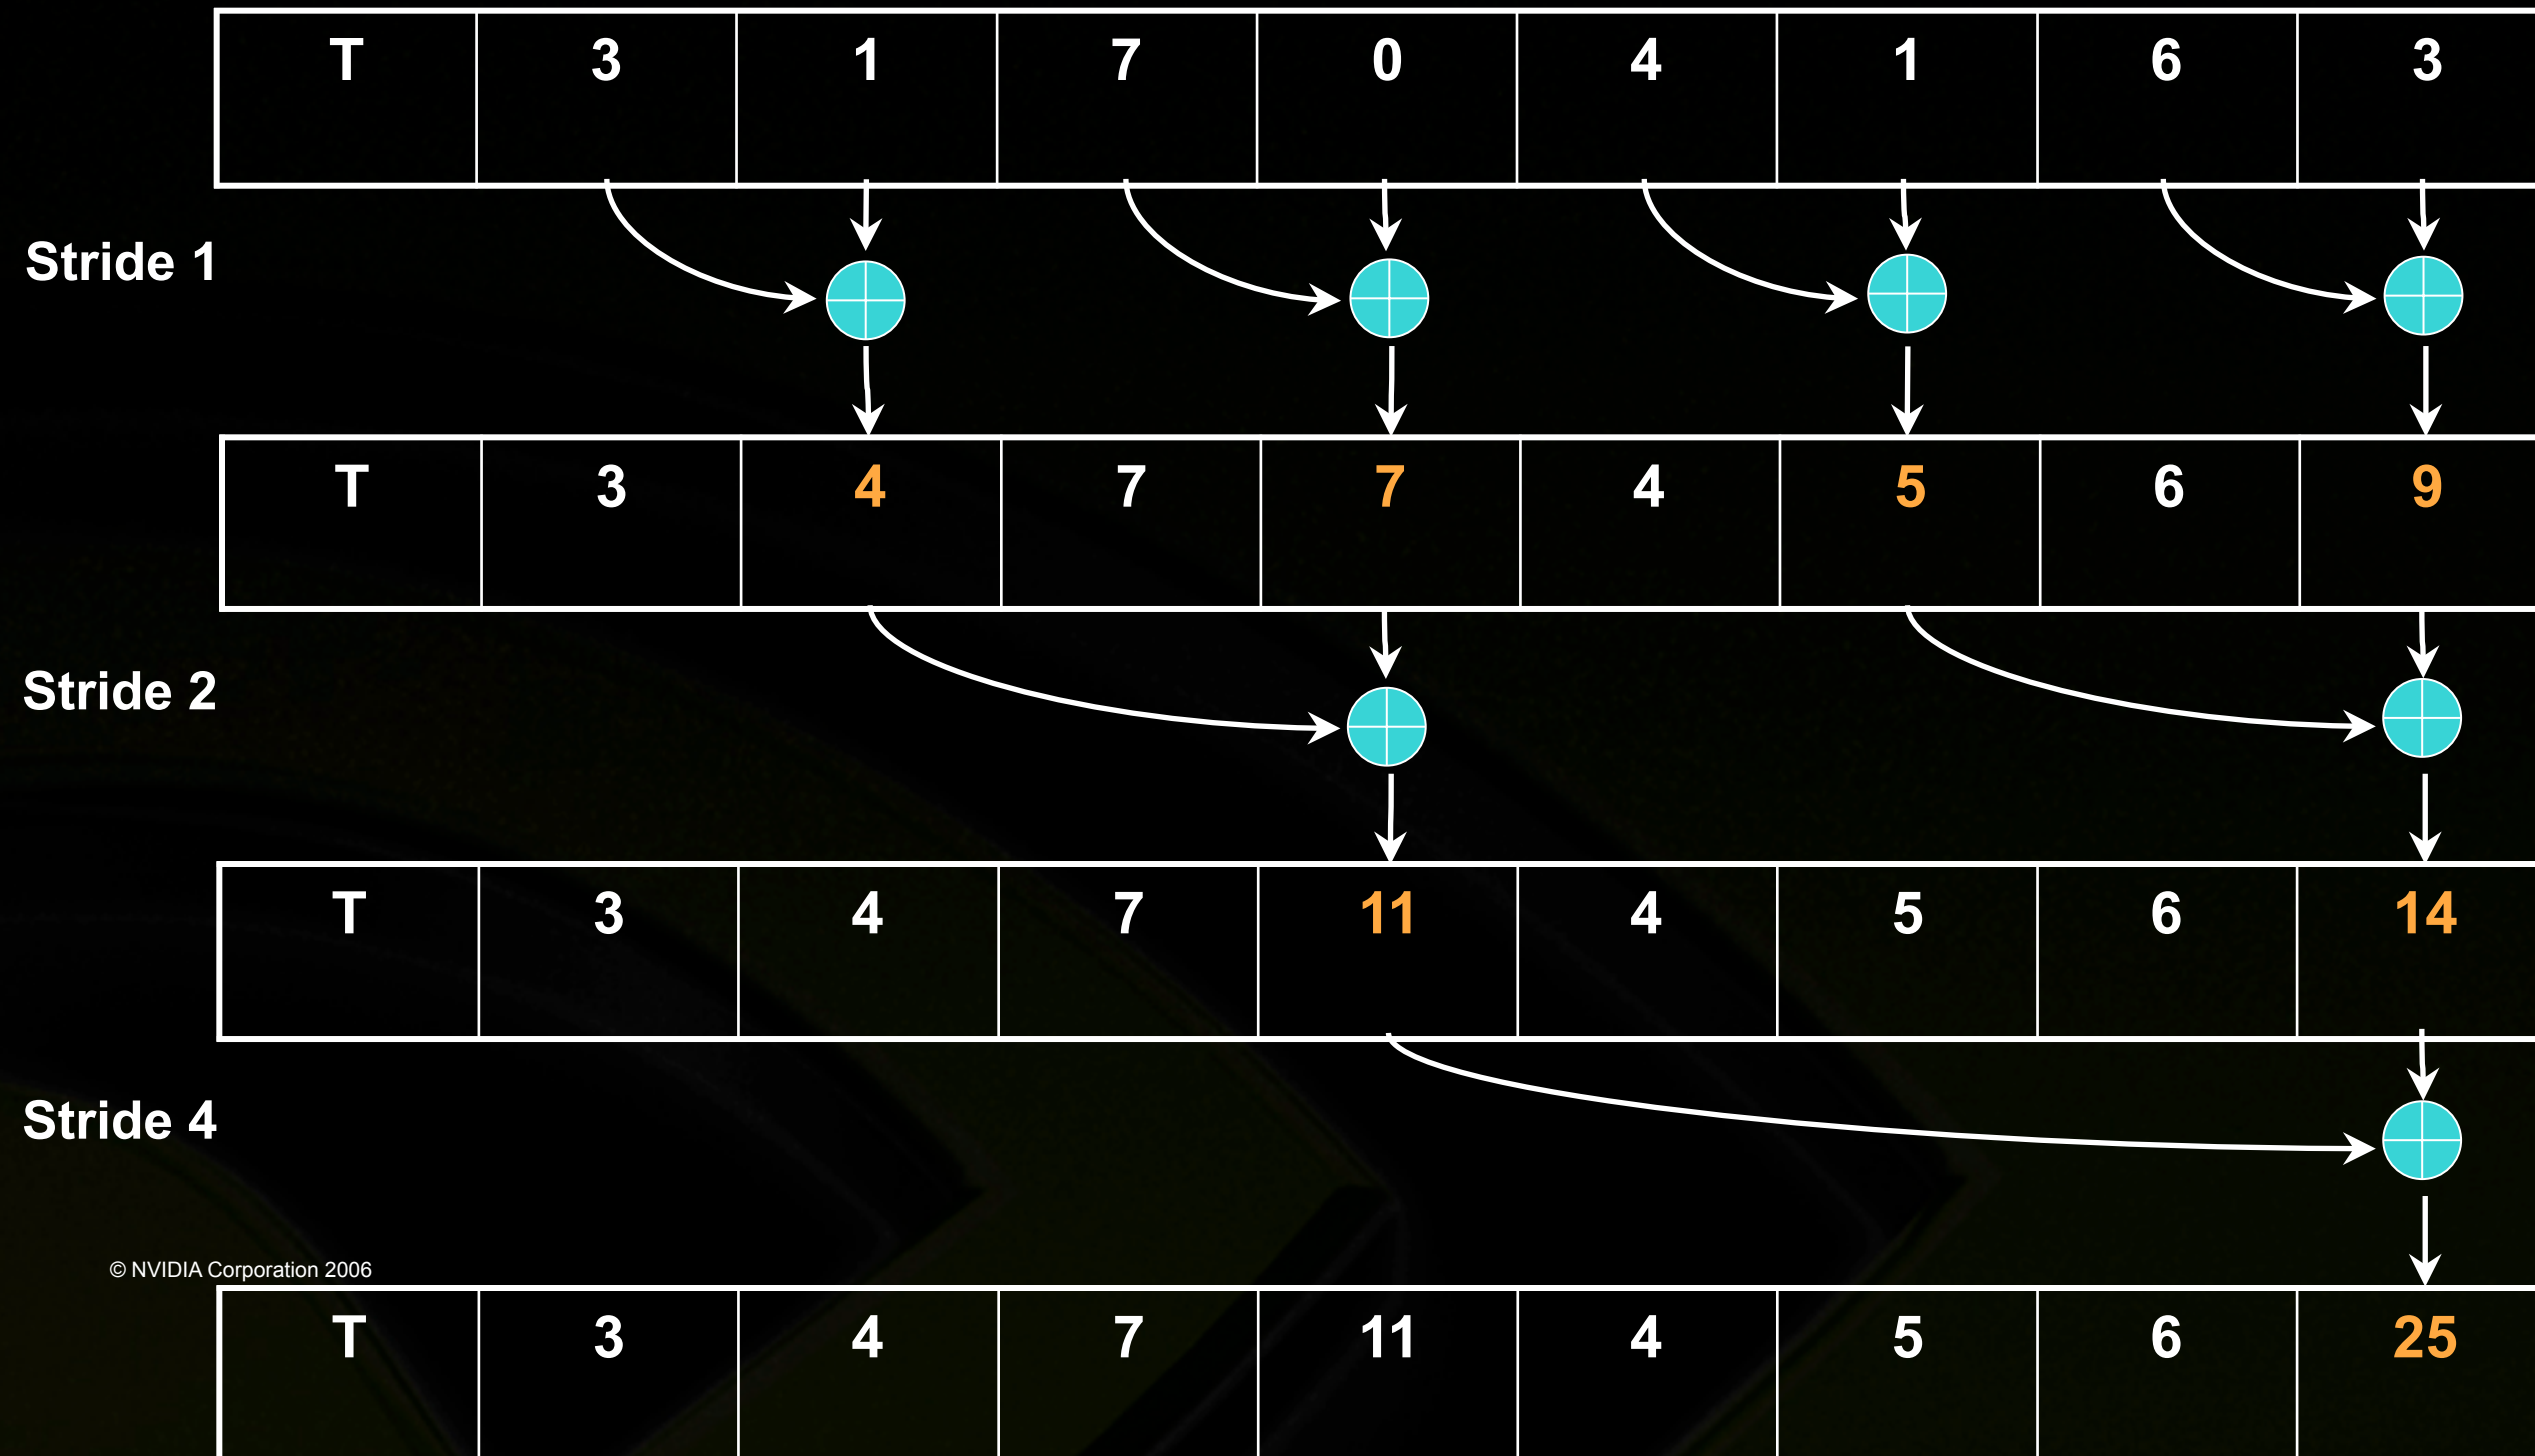 T 3 1 7 0 4 1 6 3
Stride 1
T 3 4 7 7 4 5 6 9
Stride 2
T 3 4 7 11 4 5 6 14
Stride 4
© NVIDIA Corporation 2006
T 3 4 7 11 4 5 6 25